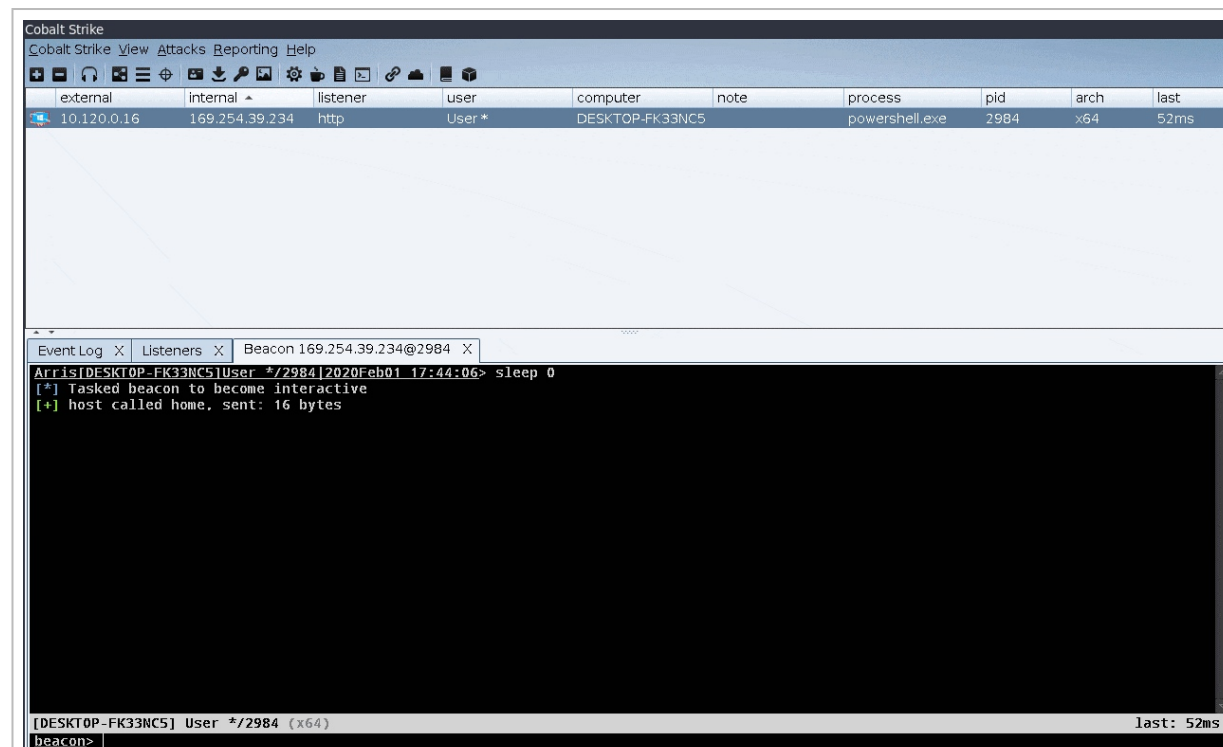 Cobalt Strike
Cobalt Strike View Attacks Reporting Help
external internal listener user computer note process pid arch last
10.120.0.16 169.254.39.234 http User * DESKTOP-FK33NC5 powershell.exe 2984 x64 52ms
Event Log X Listeners X Beacon 169.254.39.234@2984 X
Arris[DESKTOP-FK33NC5]User */2984|2020Feb01 17:44:06> sleep 0
[*] Tasked beacon to become interactive
[+] host called home, sent: 16 bytes
[DESKTOP-FK33NC5] User */2984 (x64) last: 52ms
beacon>